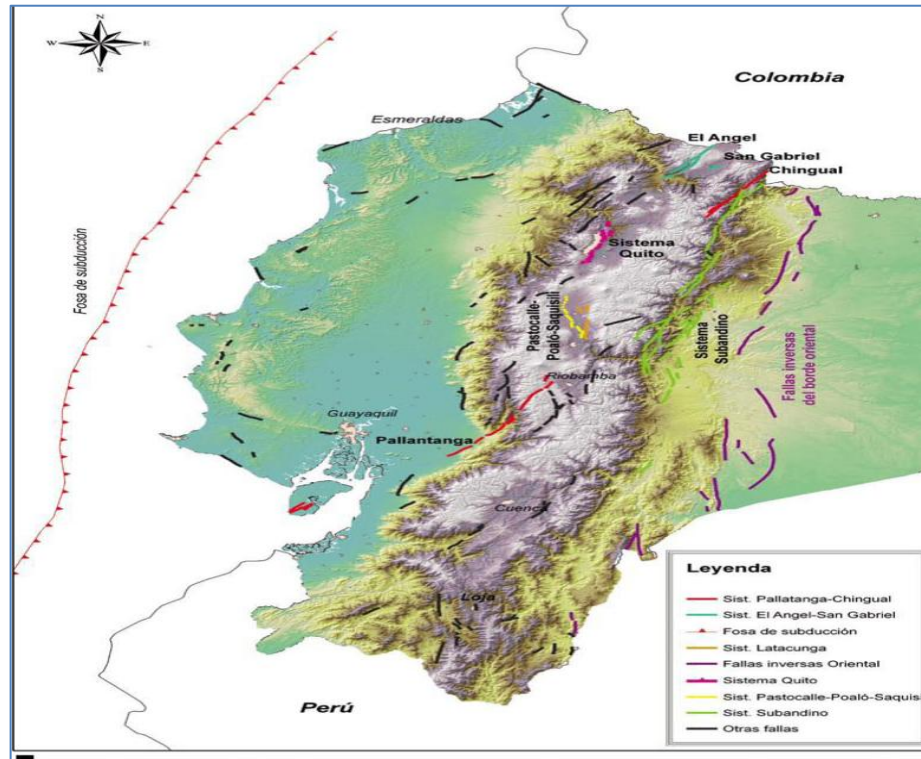 N
W
E
S
Colombia
Esmeraldas
El Angel
San Gabriel
Chingual
Fosa de subducción
Sistema
Quito
Pastocalle-
Poaló-Saquisilí
Sistema
Subandino
Fallas inversas
del borde oriental
Riobamba
Guayaquil
Pallantanga
Cuenca
Loja
Perú
Leyenda
Sist. Pallatanga-Chingual
Sist. El Angel-San Gabriel
Fosa de subducción
Sist. Latacunga
Fallas inversas Oriental
Sistema Quito
Sist. Pastocalle-Poaló-Saquisi
Sist. Subandino
Otras fallas